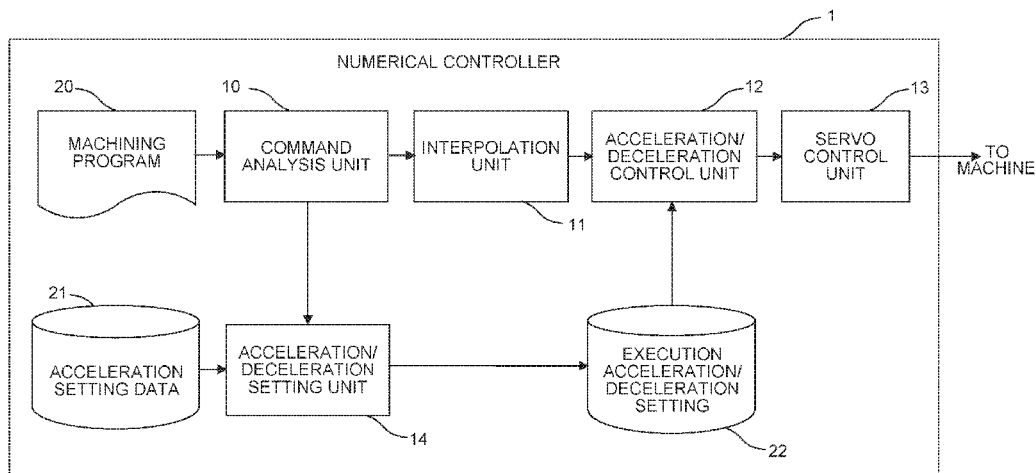 1
NUMERICAL CONTROLLER
20
10
12
13
MACHINING
PROGRAM
COMMAND
ANALYSIS UNIT
INTERPOLATION
UNIT
ACCELERATION/
DECELERATION
CONTROL UNIT
SERVO
CONTROL
UNIT
TO
MACHINE
11
21
ACCELERATION
SETTING DATA
ACCELERATION/
DECELERATION
SETTING UNIT
EXECUTION
ACCELERATION/
DECELERATION
SETTING
14
22